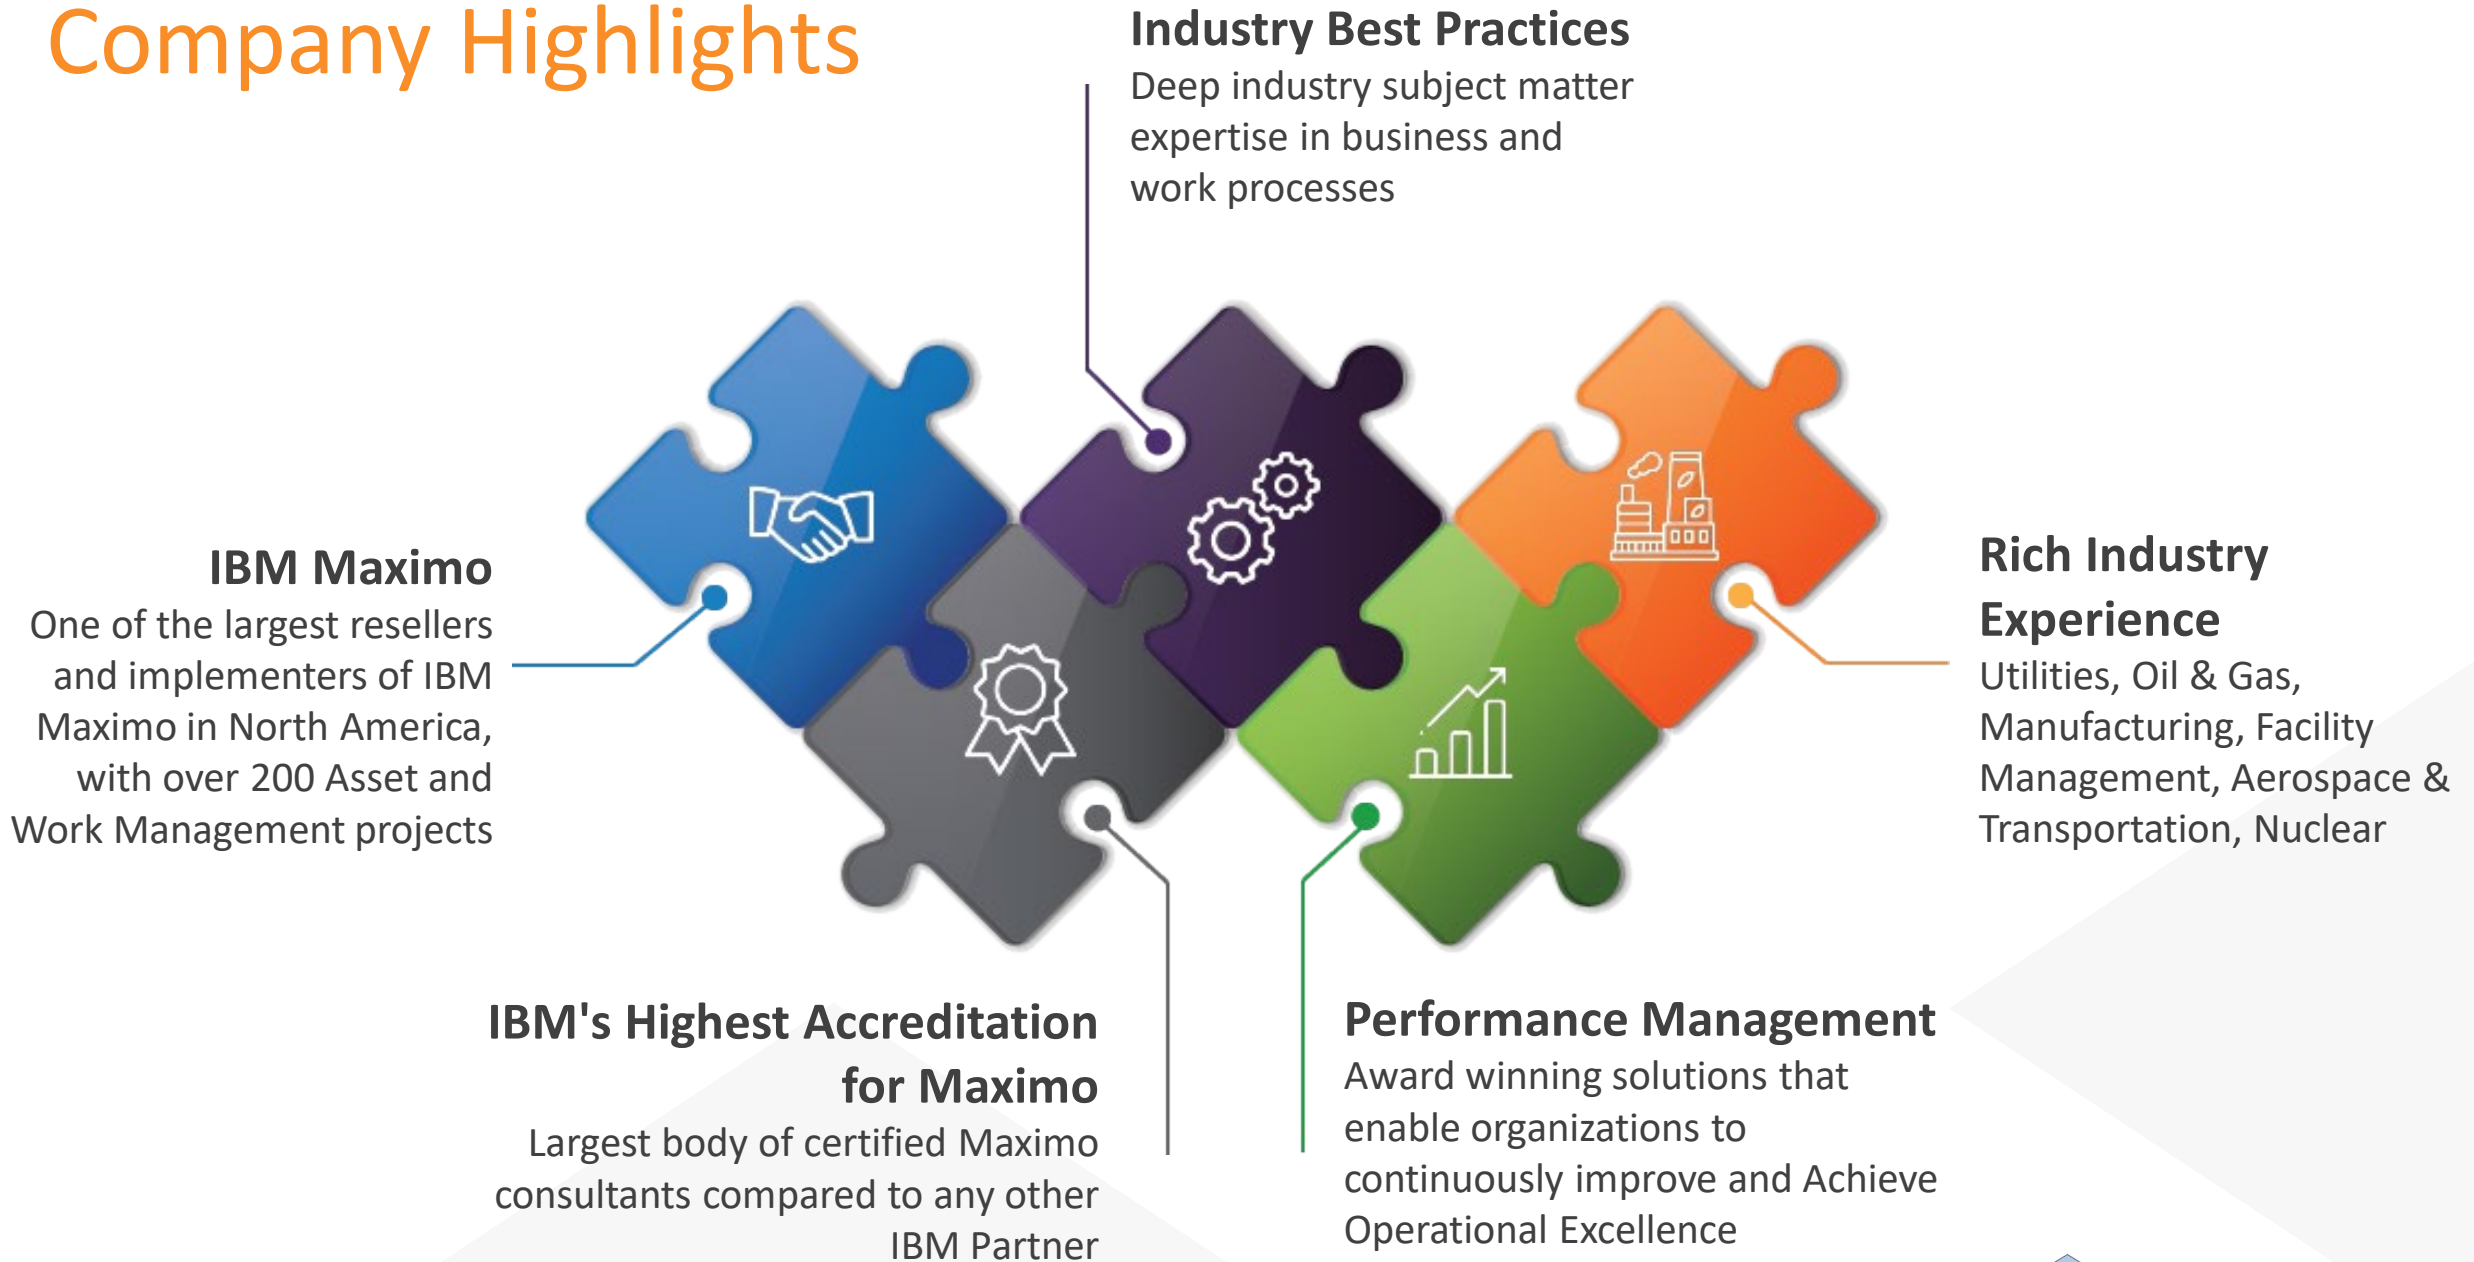 Company Highlights
Industry Best Practices
Deep industry subject matter
expertise in business and
work processes
IBM Maximo
One of the largest resellers
and implementers of IBM
Maximo in North America,
with over 200 Asset and
Work Management projects
Rich Industry
Experience
Utilities, Oil & Gas,
Manufacturing, Facility
Management, Aerospace &
Transportation, Nuclear
IBM's Highest Accreditation
for Maximo
Largest body of certified Maximo
consultants compared to any other
IBM Partner
Performance Management
Award winning solutions that
enable organizations to
continuously improve and Achieve
Operational Excellence